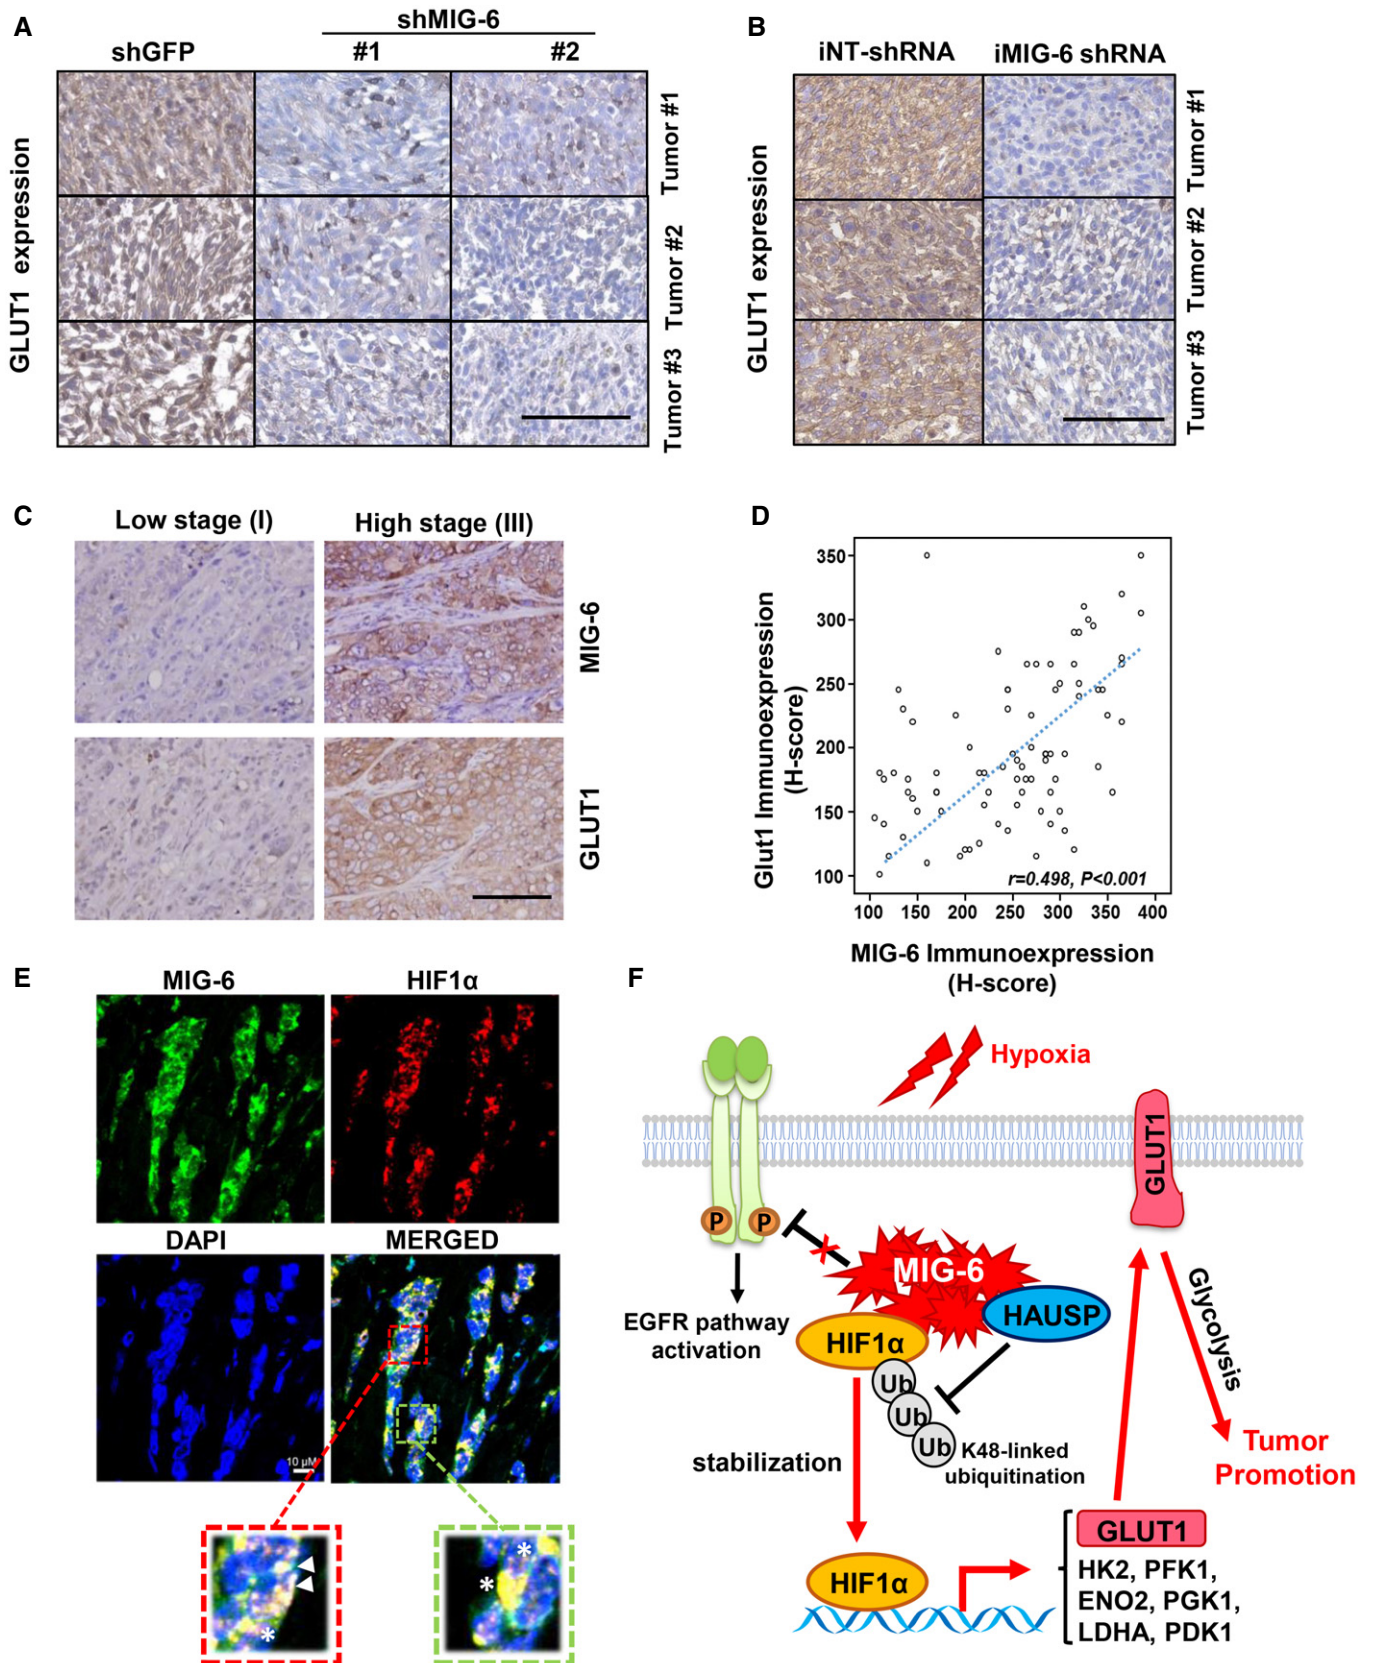 A
shMIG-6
shGFP
#1
#2
GLUT1 expression
Tumor #1
Tumor #2
Tumor #3
B
iNT-shRNA
iMIG-6 shRNA
GLUT1 expression
Tumor #1
Tumor #2
Tumor #3
C
Low stage (I)
High stage (III)
MIG-6
GLUT1
D
Glut1 Immunoexpression
(H-score)
350
300
250
200
150
100
r=0.498, P<0.001
100 150 200 250 300 350 400
MIG-6 Immunoexpression
(H-score)
E
MIG-6
HIF1α
DAPI
MERGED
10 µM
*
*
*
F
Hypoxia
GLUT1
P
P
X
MIG-6
HAUSP
EGFR pathway
activation
HIF1α
Ub
Ub
Ub
K48-linked
ubiquitination
stabilization
Glycolysis
Tumor
Promotion
HIF1α
GLUT1
HK2, PFK1,
ENO2, PGK1,
LDHA, PDK1